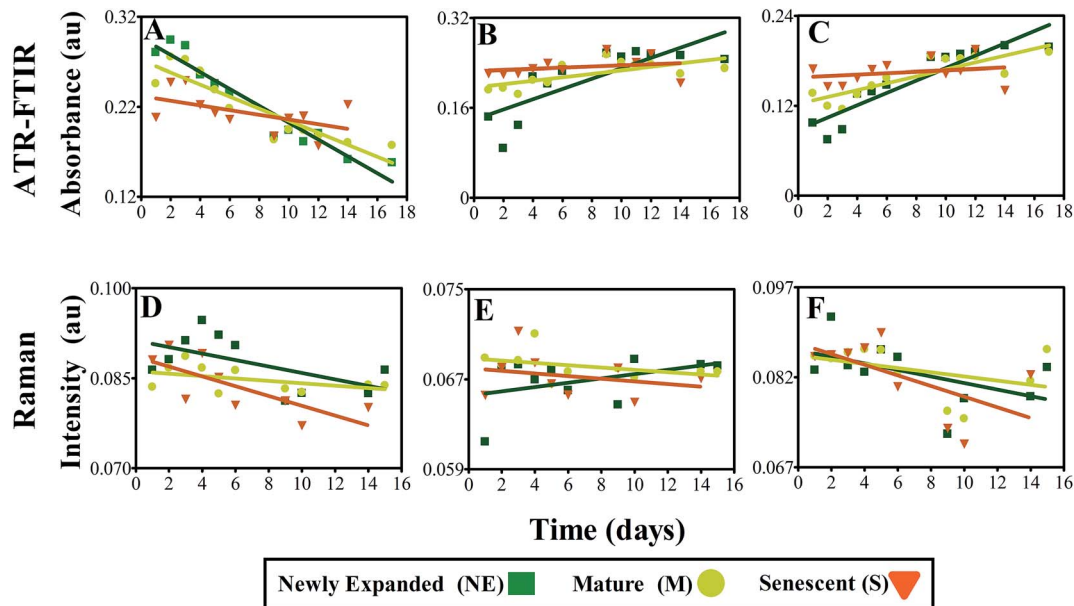 ATR-FTIR
Absorbance (au)
A
0.32
0.22
0.12
0 2 4 6 8 10 12 14 16 18
B
0.32
0.16
0
0 2 4 6 8 10 12 14 16 18
C
0.24
0.12
0
0 2 4 6 8 10 12 14 16 18
Raman
Intensity (au)
D
0.100
0.085
0.070
0 2 4 6 8 10 12 14 16
E
0.075
0.067
0.059
0 2 4 6 8 10 12 14 16
F
0.097
0.082
0.067
0 2 4 6 8 10 12 14 16
Time (days)
Newly Expanded (NE) Mature (M) Senescent (S)